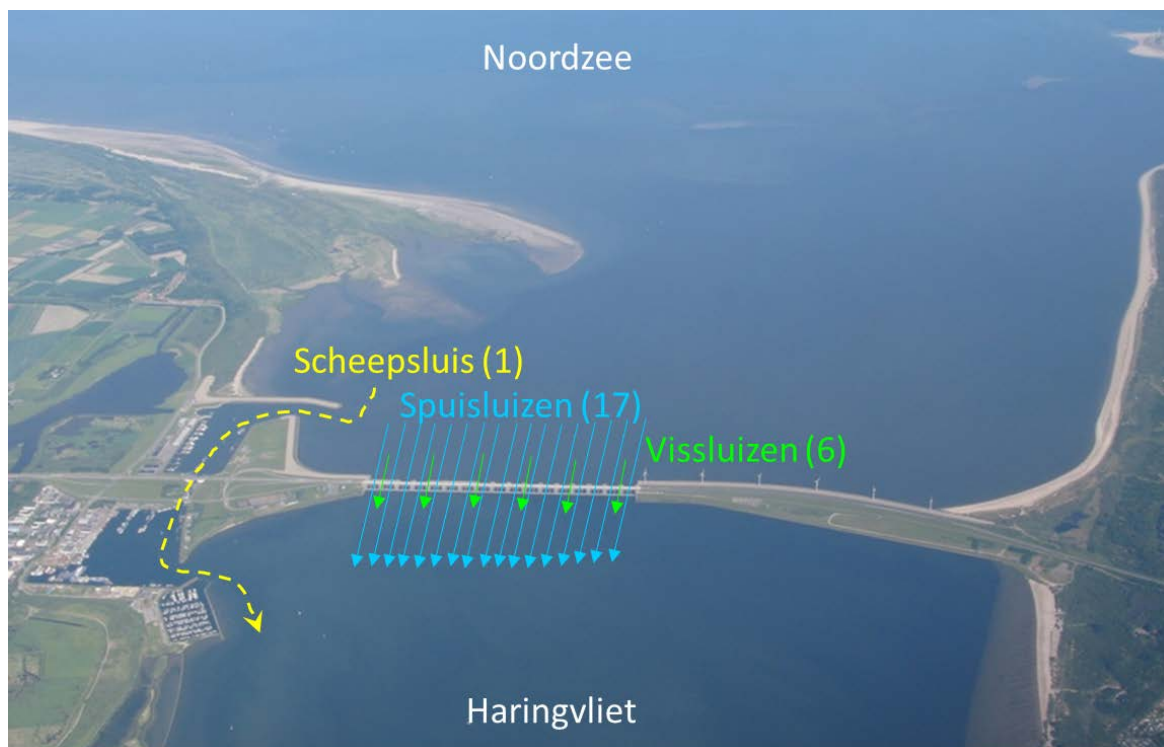 Noordzee
Scheepsluis (1)
Spuisluizen (17)
Vissluizen (6)
Haringvliet